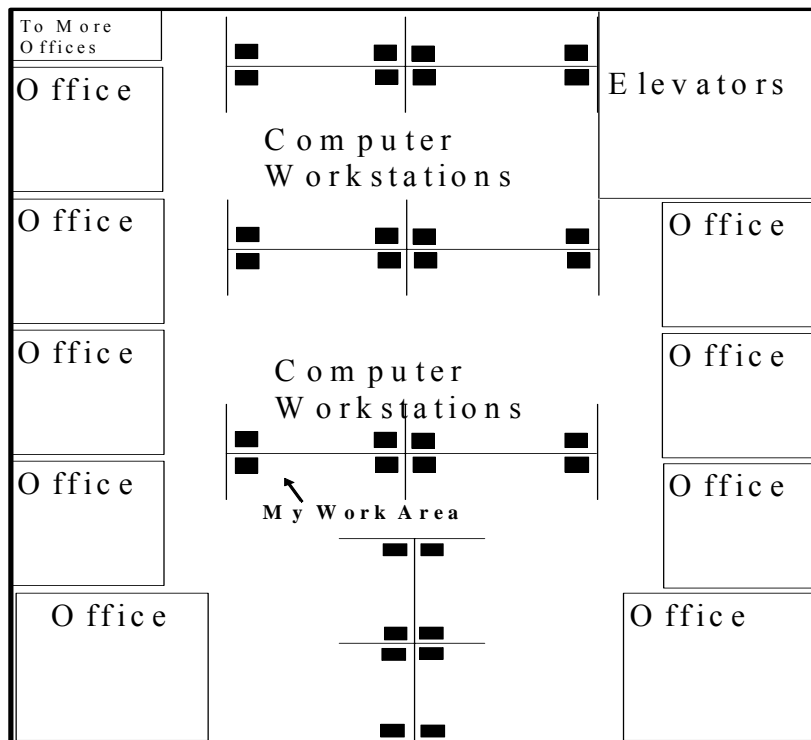 To More
Offices
Office
Elevators
Computer
Workstations
Office
Office
Office
Office
Computer
Workstations
Office
Office
My Work Area
Office
Office